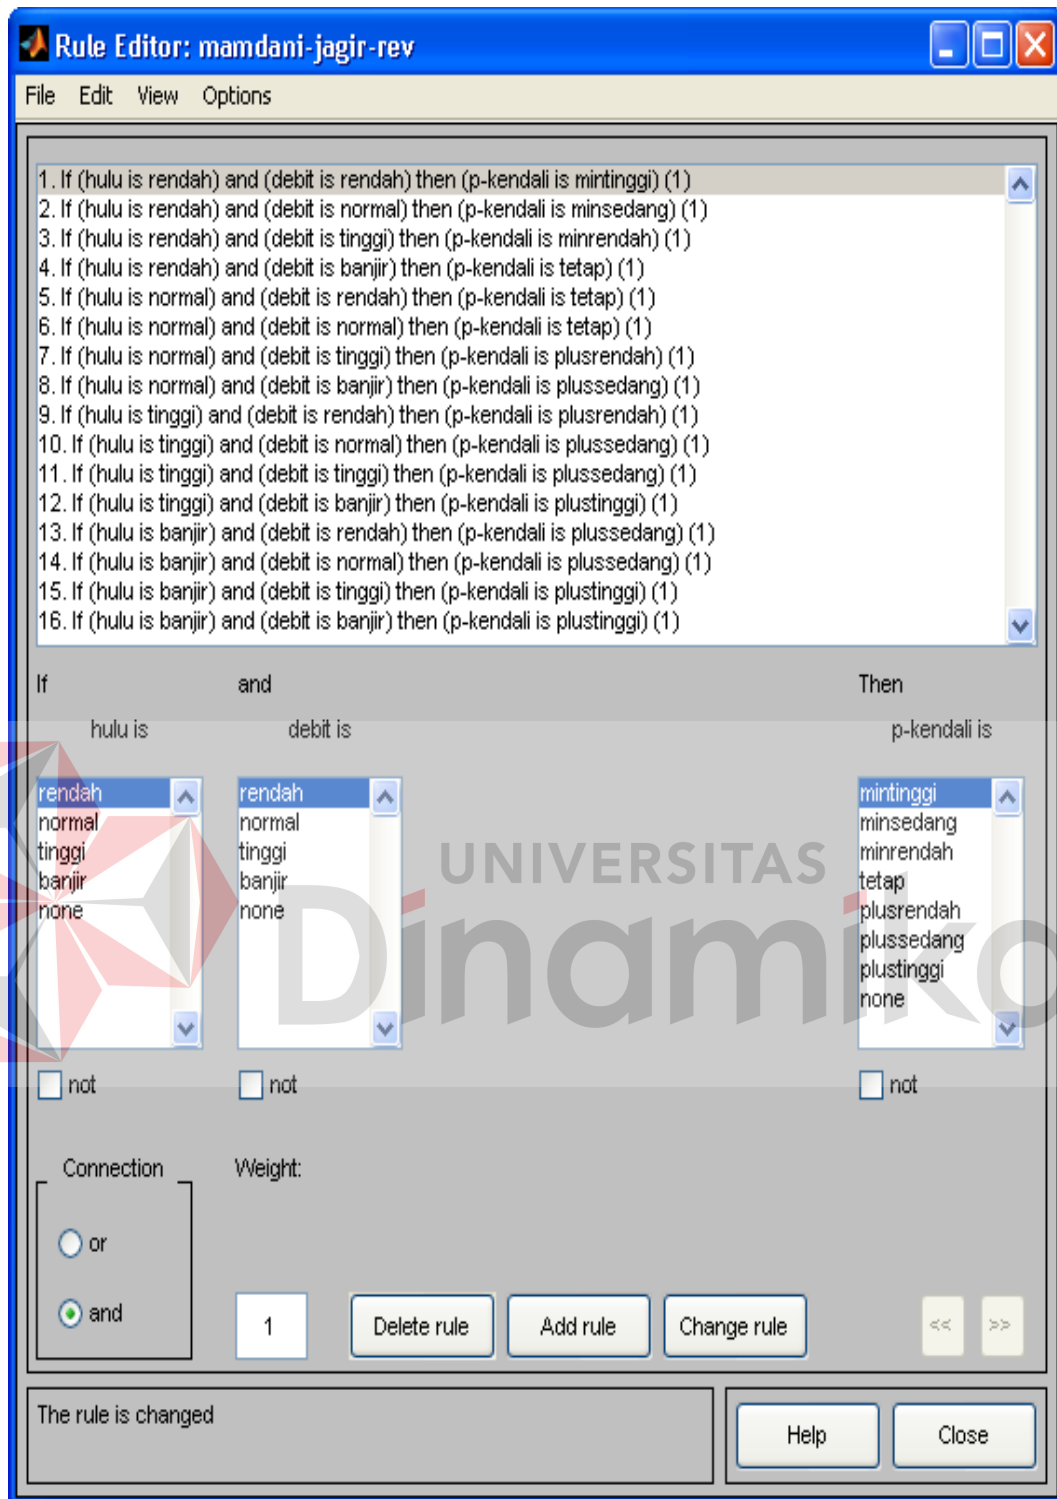 Rule Editor: mamdani-jagir-rev
File Edit View Options
1. If (hulu is rendah) and (debit is rendah) then (p-kendali is mintinggi) (1)
2. If (hulu is rendah) and (debit is normal) then (p-kendali is minsedang) (1)
3. If (hulu is rendah) and (debit is tinggi) then (p-kendali is minrendah) (1)
4. If (hulu is rendah) and (debit is banjir) then (p-kendali is tetap) (1)
5. If (hulu is normal) and (debit is rendah) then (p-kendali is tetap) (1)
6. If (hulu is normal) and (debit is normal) then (p-kendali is tetap) (1)
7. If (hulu is normal) and (debit is tinggi) then (p-kendali is plusrendah) (1)
8. If (hulu is normal) and (debit is banjir) then (p-kendali is plussedang) (1)
9. If (hulu is tinggi) and (debit is rendah) then (p-kendali is plusrendah) (1)
10. If (hulu is tinggi) and (debit is normal) then (p-kendali is plussedang) (1)
11. If (hulu is tinggi) and (debit is tinggi) then (p-kendali is plussedang) (1)
12. If (hulu is tinggi) and (debit is banjir) then (p-kendali is plustinggi) (1)
13. If (hulu is banjir) and (debit is rendah) then (p-kendali is plussedang) (1)
14. If (hulu is banjir) and (debit is normal) then (p-kendali is plussedang) (1)
15. If (hulu is banjir) and (debit is tinggi) then (p-kendali is plustinggi) (1)
16. If (hulu is banjir) and (debit is banjir) then (p-kendali is plustinggi) (1)
If and Then
hulu is debit is p-kendali is
rendah
normal
tinggi
banjir
none
rendah
normal
tinggi
banjir
none
mintinggi
minsedang
minrendah
tetap
plusrendah
plussedang
plustinggi
none
UNIVERSITAS
Dinamika
not not not
Connection Weight:
or
and
1 Delete rule Add rule Change rule << >>
The rule is changed
Help Close